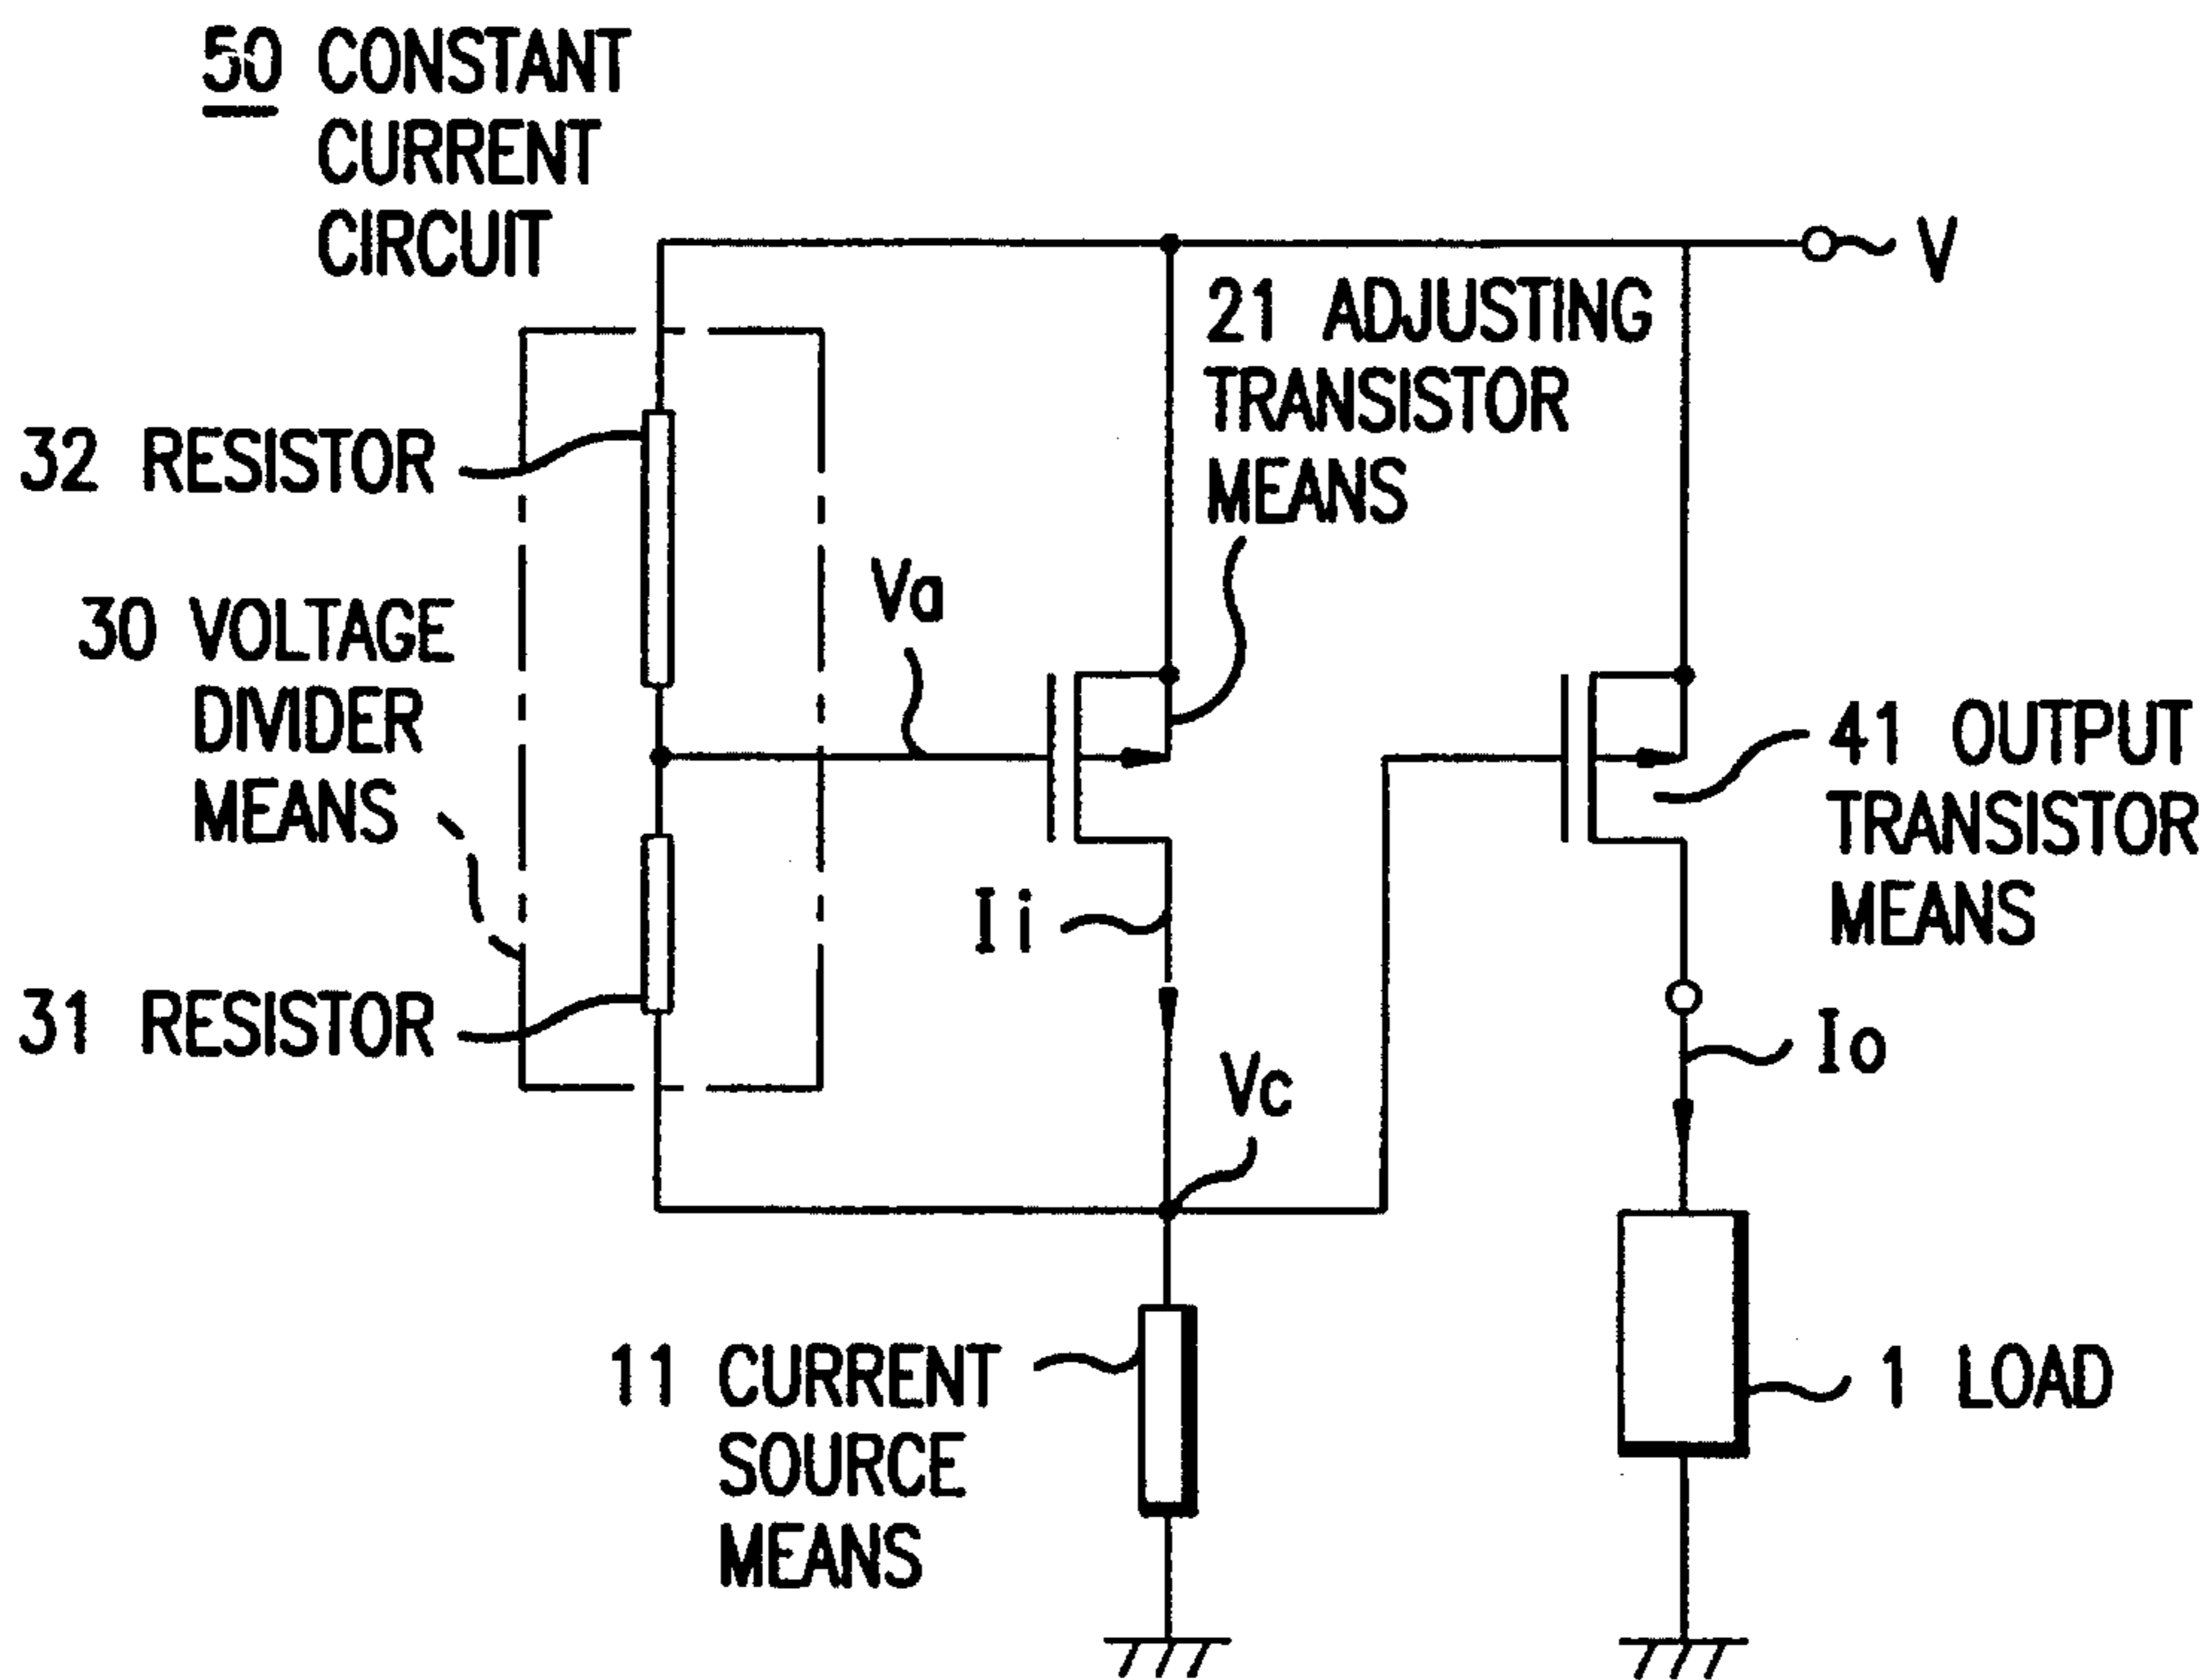 50 CONSTANT
CURRENT
CIRCUIT
V
21 ADJUSTING
TRANSISTOR
MEANS
32 RESISTOR
Va
30 VOLTAGE
DIVIDER
MEANS
41 OUTPUT
TRANSISTOR
MEANS
Ii
31 RESISTOR
Io
Vc
11 CURRENT
SOURCE
MEANS
1 LOAD